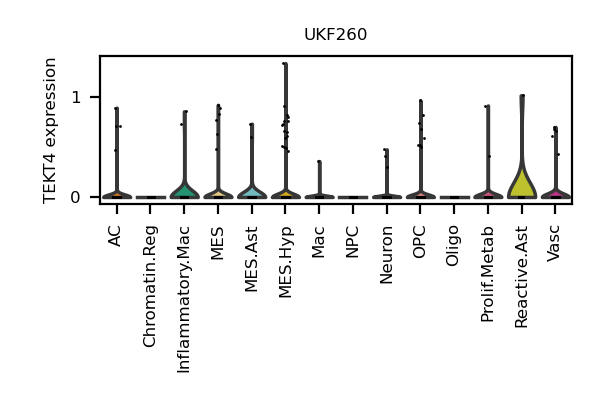 UKF260
TEKT4 expression
1
0
AC
Chromatin.Reg
Inflammatory.Mac
MES
MES.Ast
MES.Hyp
Mac
NPC
Neuron
OPC
Oligo
Prolif.Metab
Reactive.Ast
Vasc